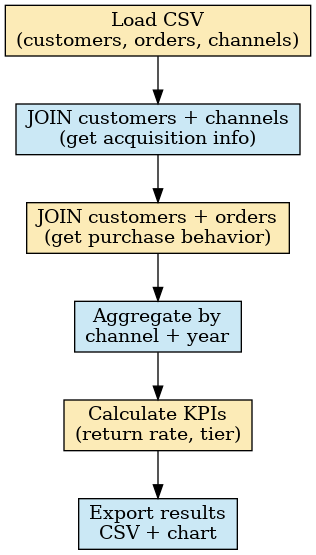 Load CSV
(customers, orders, channels)
JOIN customers + channels
(get acquisition info)
JOIN customers + orders
(get purchase behavior)
Aggregate by
channel + year
Calculate KPIs
(return rate, tier)
Export results
CSV + chart